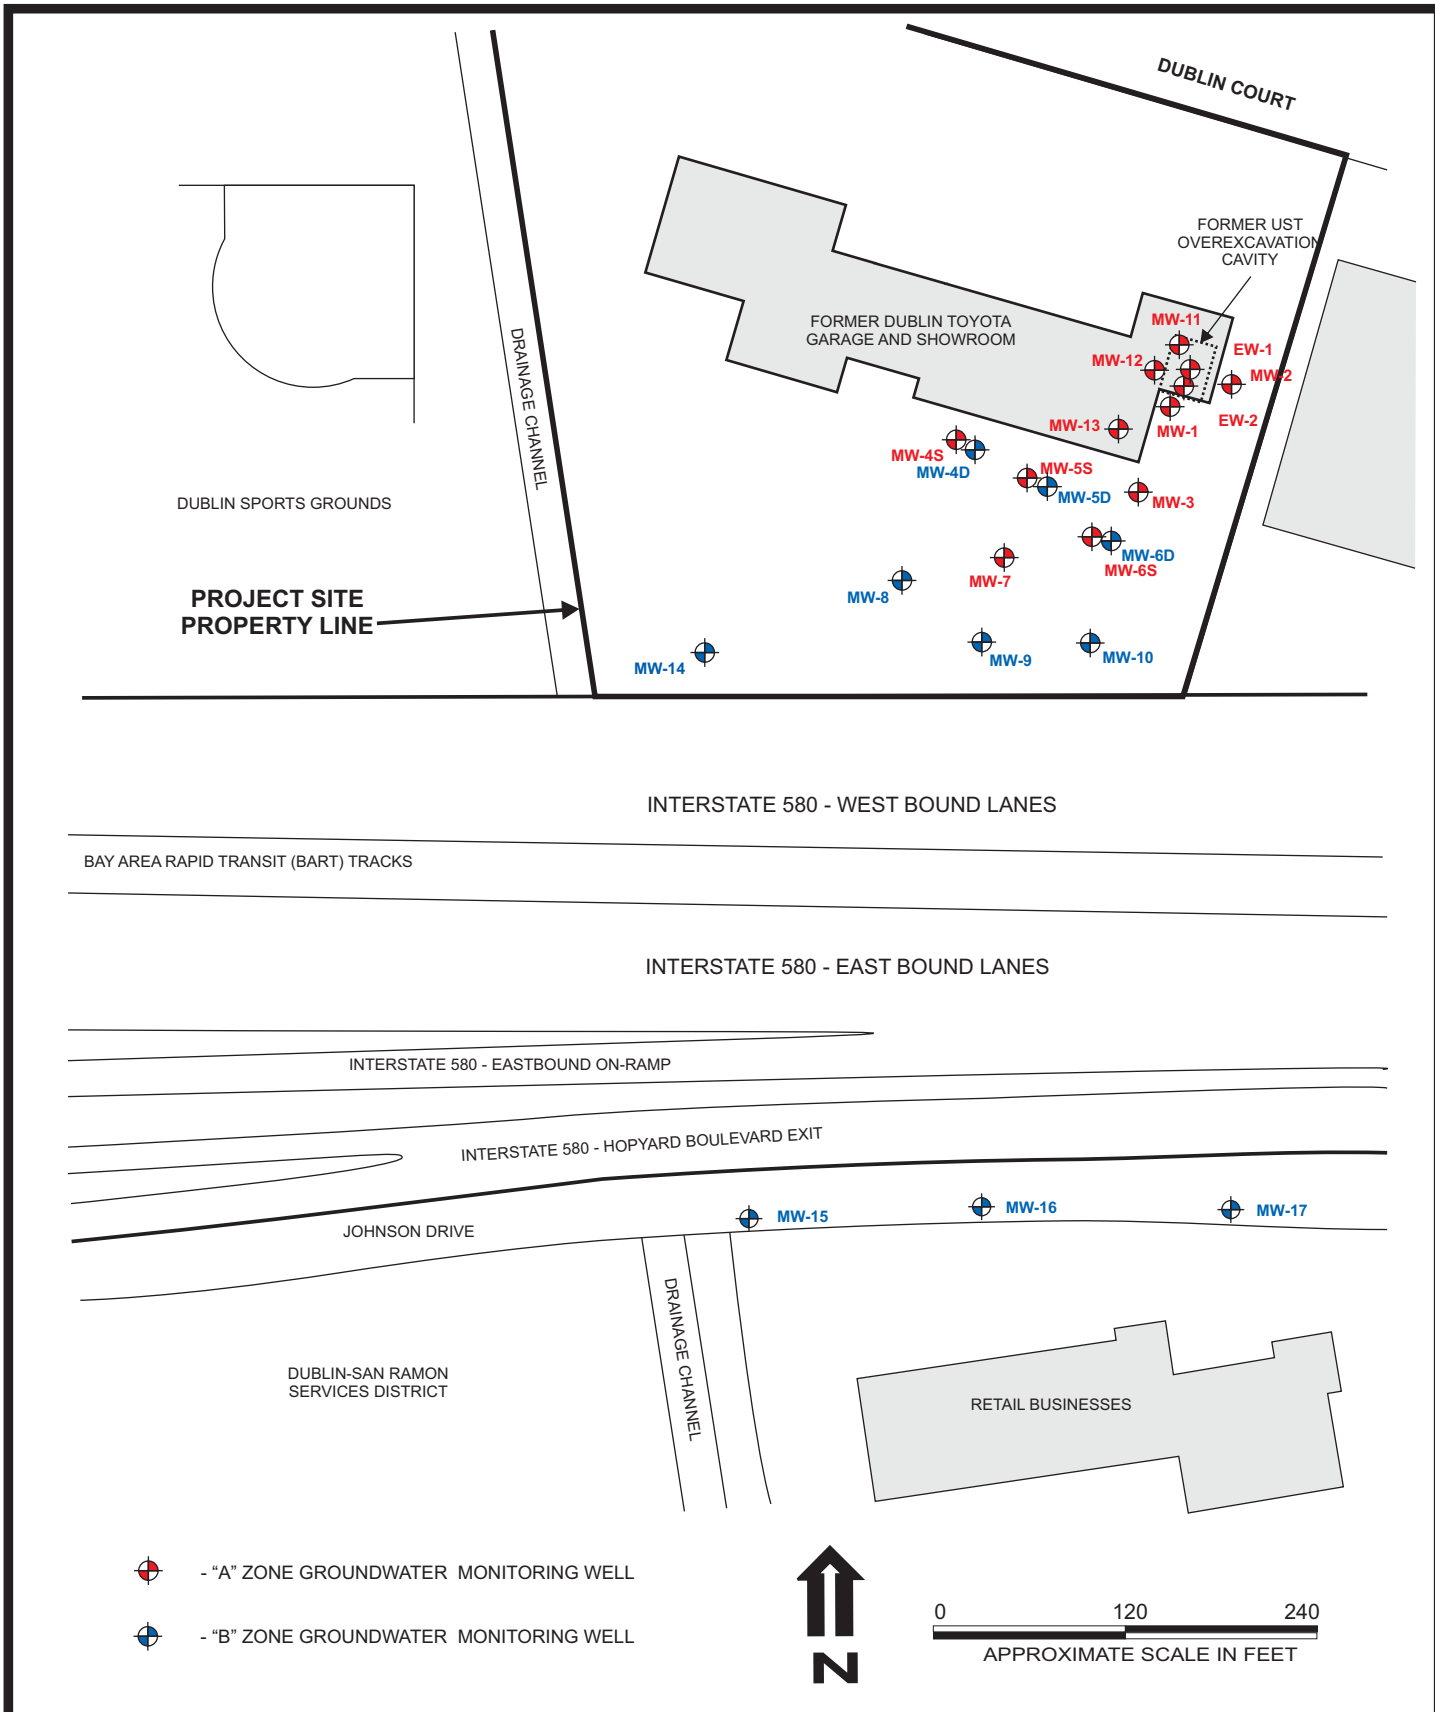 DUBLIN COURT
FORMER UST
OVEREXCAVATION
CAVITY
FORMER DUBLIN TOYOTA
GARAGE AND SHOWROOM
MW-11
EW-1
MW-12
MW-2
MW-13
MW-1
EW-2
DRAINAGE CHANNEL
MW-4S
MW-4D
MW-5S
MW-5D
MW-3
DUBLIN SPORTS GROUNDS
MW-6D
MW-6S
MW-7
MW-8
PROJECT SITE
PROPERTY LINE
MW-14
MW-9
MW-10
INTERSTATE 580 - WEST BOUND LANES
BAY AREA RAPID TRANSIT (BART) TRACKS
INTERSTATE 580 - EAST BOUND LANES
INTERSTATE 580 - EASTBOUND ON-RAMP
INTERSTATE 580 - HOPYARD BOULEVARD EXIT
MW-15
MW-16
MW-17
JOHNSON DRIVE
DRAINAGE CHANNEL
DUBLIN-SAN RAMON
SERVICES DISTRICT
RETAIL BUSINESSES
- “A” ZONE GROUNDWATER MONITORING WELL
- “B” ZONE GROUNDWATER MONITORING WELL
N
0 120 240
APPROXIMATE SCALE IN FEET